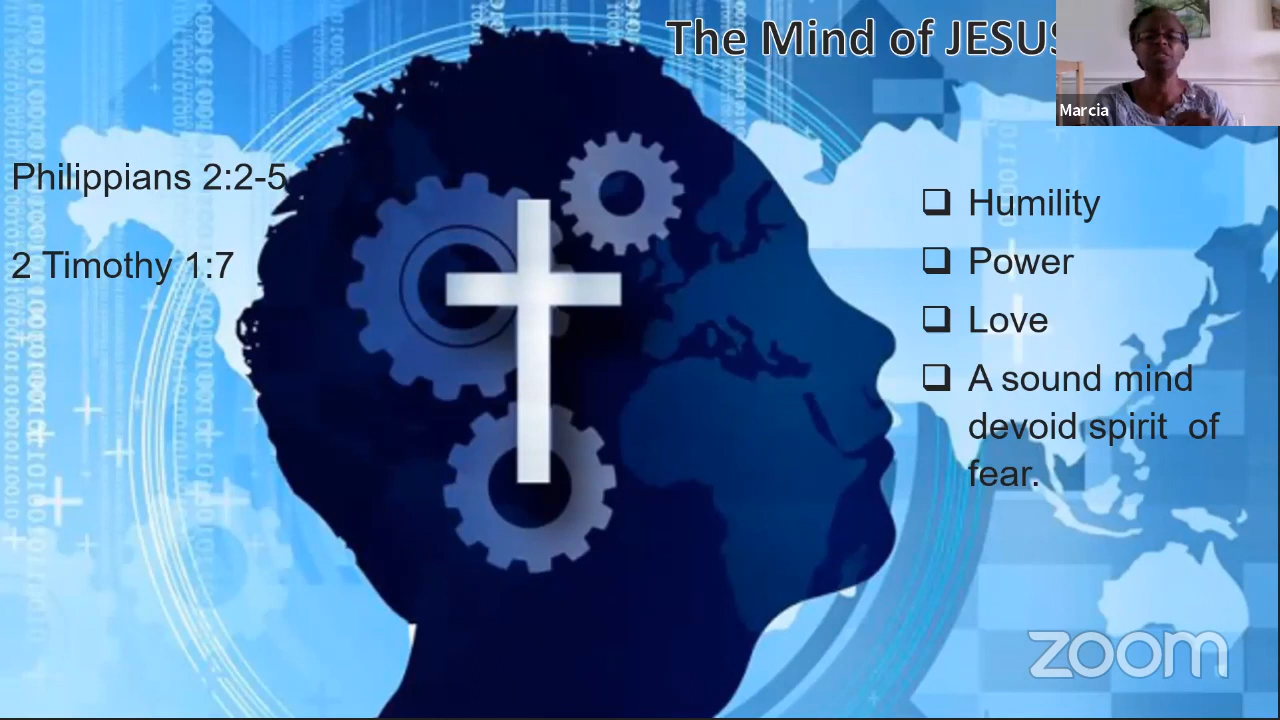 The Mind of JESUS
Marcia
Philippians 2:2-5
2 Timothy 1:7
❑ Humility
❑ Power
❑ Love
❑ A sound mind
devoid spirit of
fear.
zoom